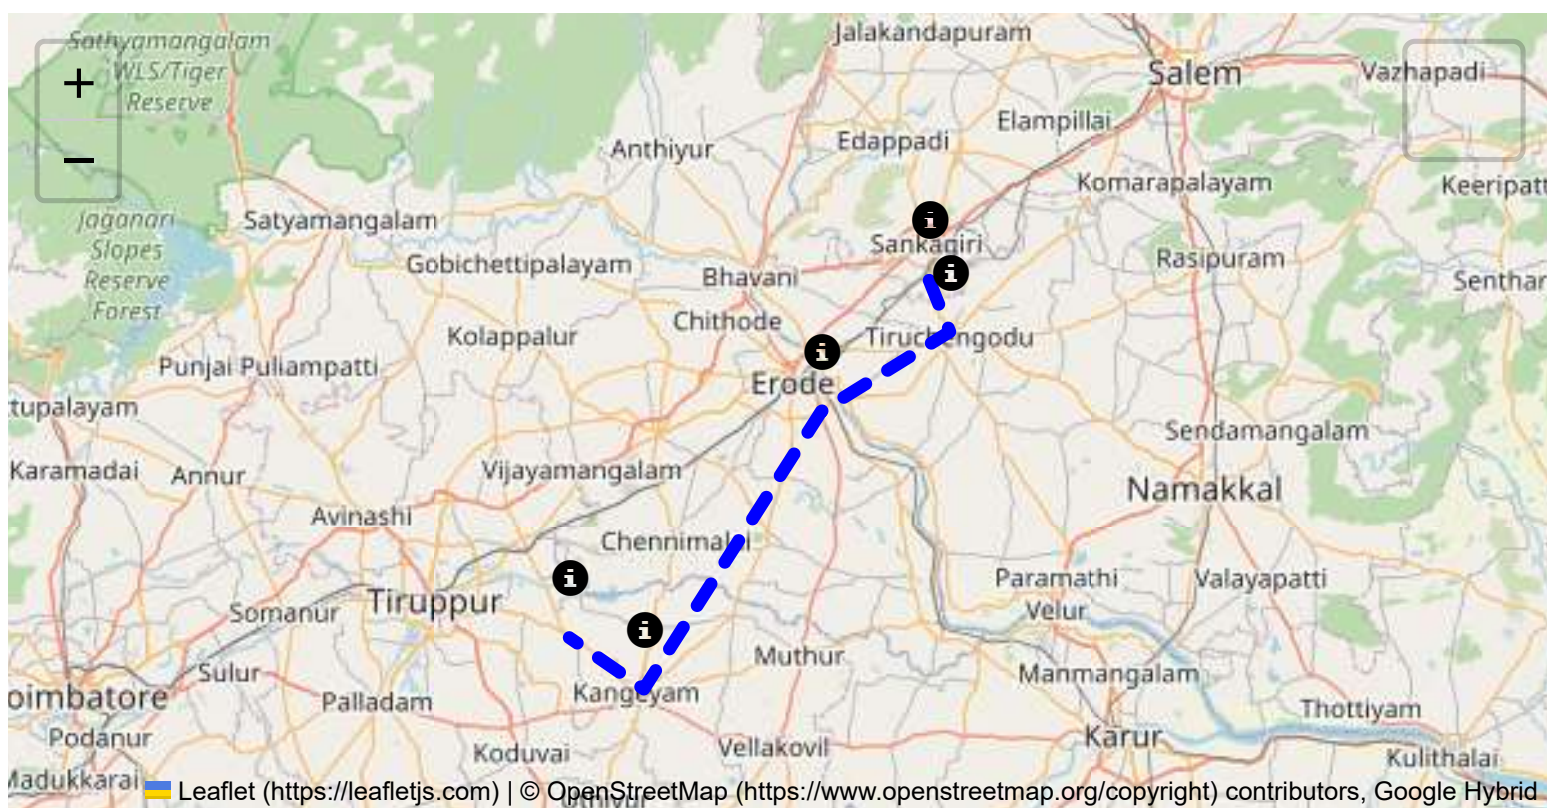 Jalakandapuram
Sathyamangalam
WLS/Tiger
Reserve
+
−
Salem
Vazhapadi
Elampillai
Edappadi
Anthiyur
Komarapalayam
Keeripatt
Jaganari
Slopes
Reserve
Forest
Satyamangalam
Sankagiri
Gobichettipalayam
Bhavani
Rasipuram
Senthar
Chithode
Kolappalur
Tiruchengodu
Punjai Puliampatti
Erode
ttupalayam
Sendamangalam
Karamadai
Annur
Vijayamangalam
Namakkal
Avinashi
Chennimalai
Paramathi
Velur
Valayapatti
Tiruppur
Somanur
Muthur
Sulur
Manmangalam
oimbatore
Palladam
Kangeyam
Thottiyam
Podanur
Koduvai
Vellakovil
Karur
Kulithalai
Madukkarai
Leaflet (https://leafletjs.com) | © OpenStreetMap (https://www.openstreetmap.org/copyright) contributors, Google Hybrid